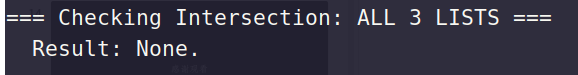 === Checking Intersection: ALL 3 LISTS ===
Result: None.